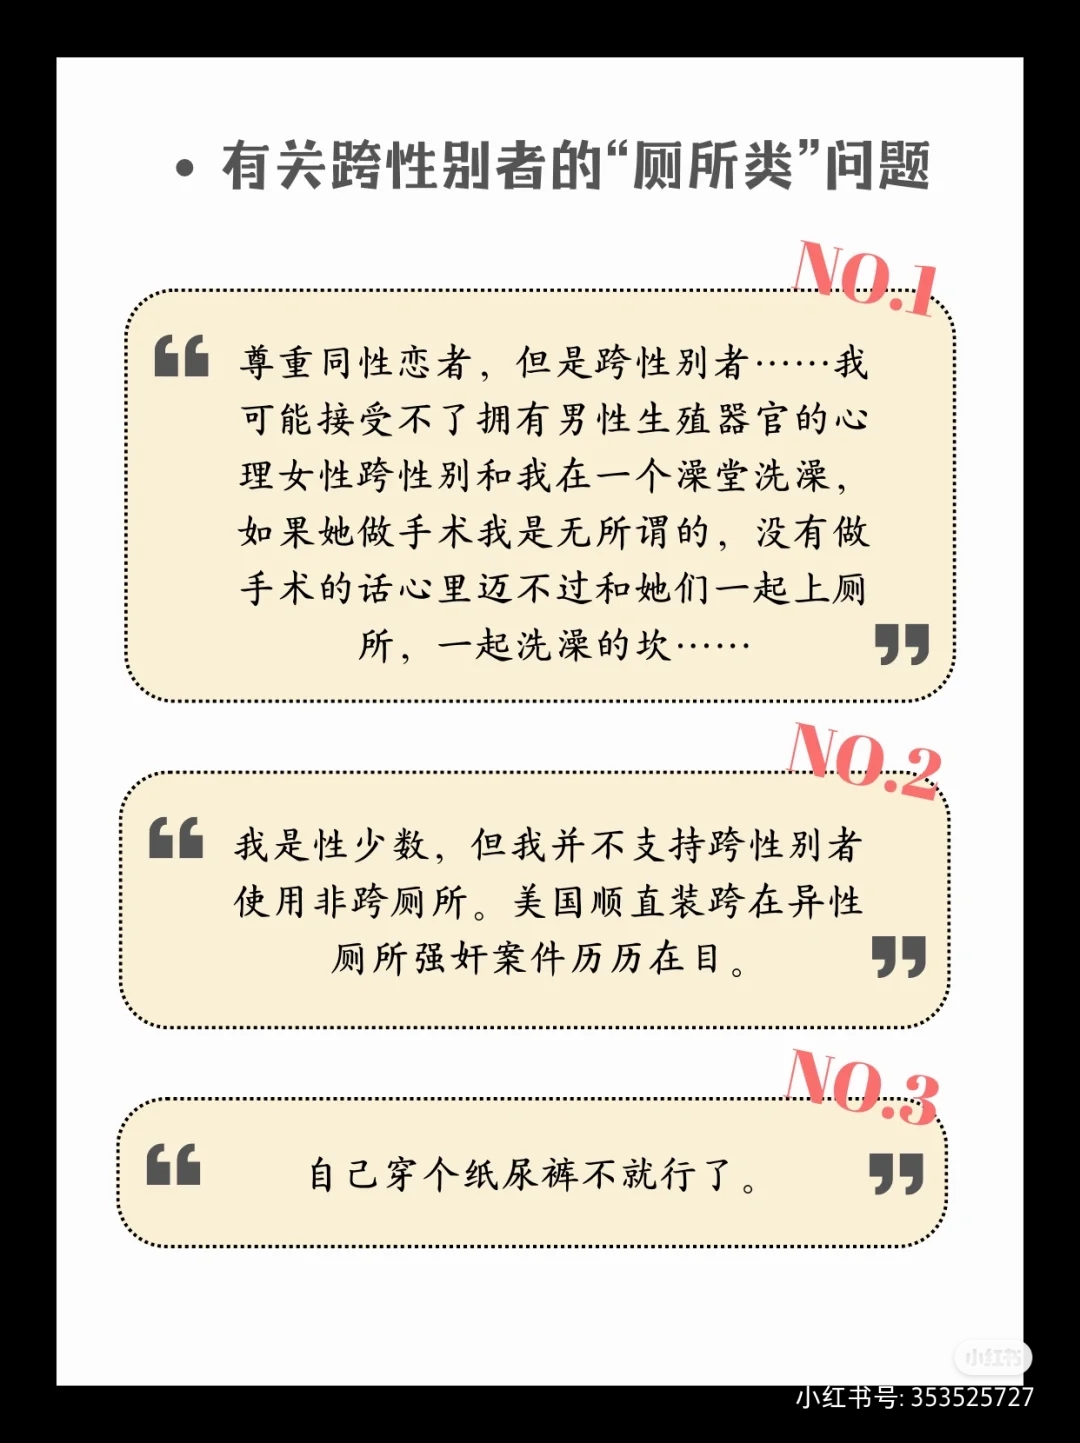 • 有关跨性别者的“厕所类”问题
NO.1
“ 尊重同性恋者，但是跨性别者……我
可能接受不了拥有男性生殖器官的心
理女性跨性别和我在一个澡堂洗澡，
如果她做手术我是无所谓的，没有做
手术的话心里迈不过和她们一起上厕
所，一起洗澡的坎…… ”
NO.2
“ 我是性少数，但我并不支持跨性别者
使用非跨厕所。美国顺直装跨在异性
厕所强奸案件历历在目。 ”
NO.3
“ 自己穿个纸尿裤不就行了。 ”
小红书
小红书号: 353525727